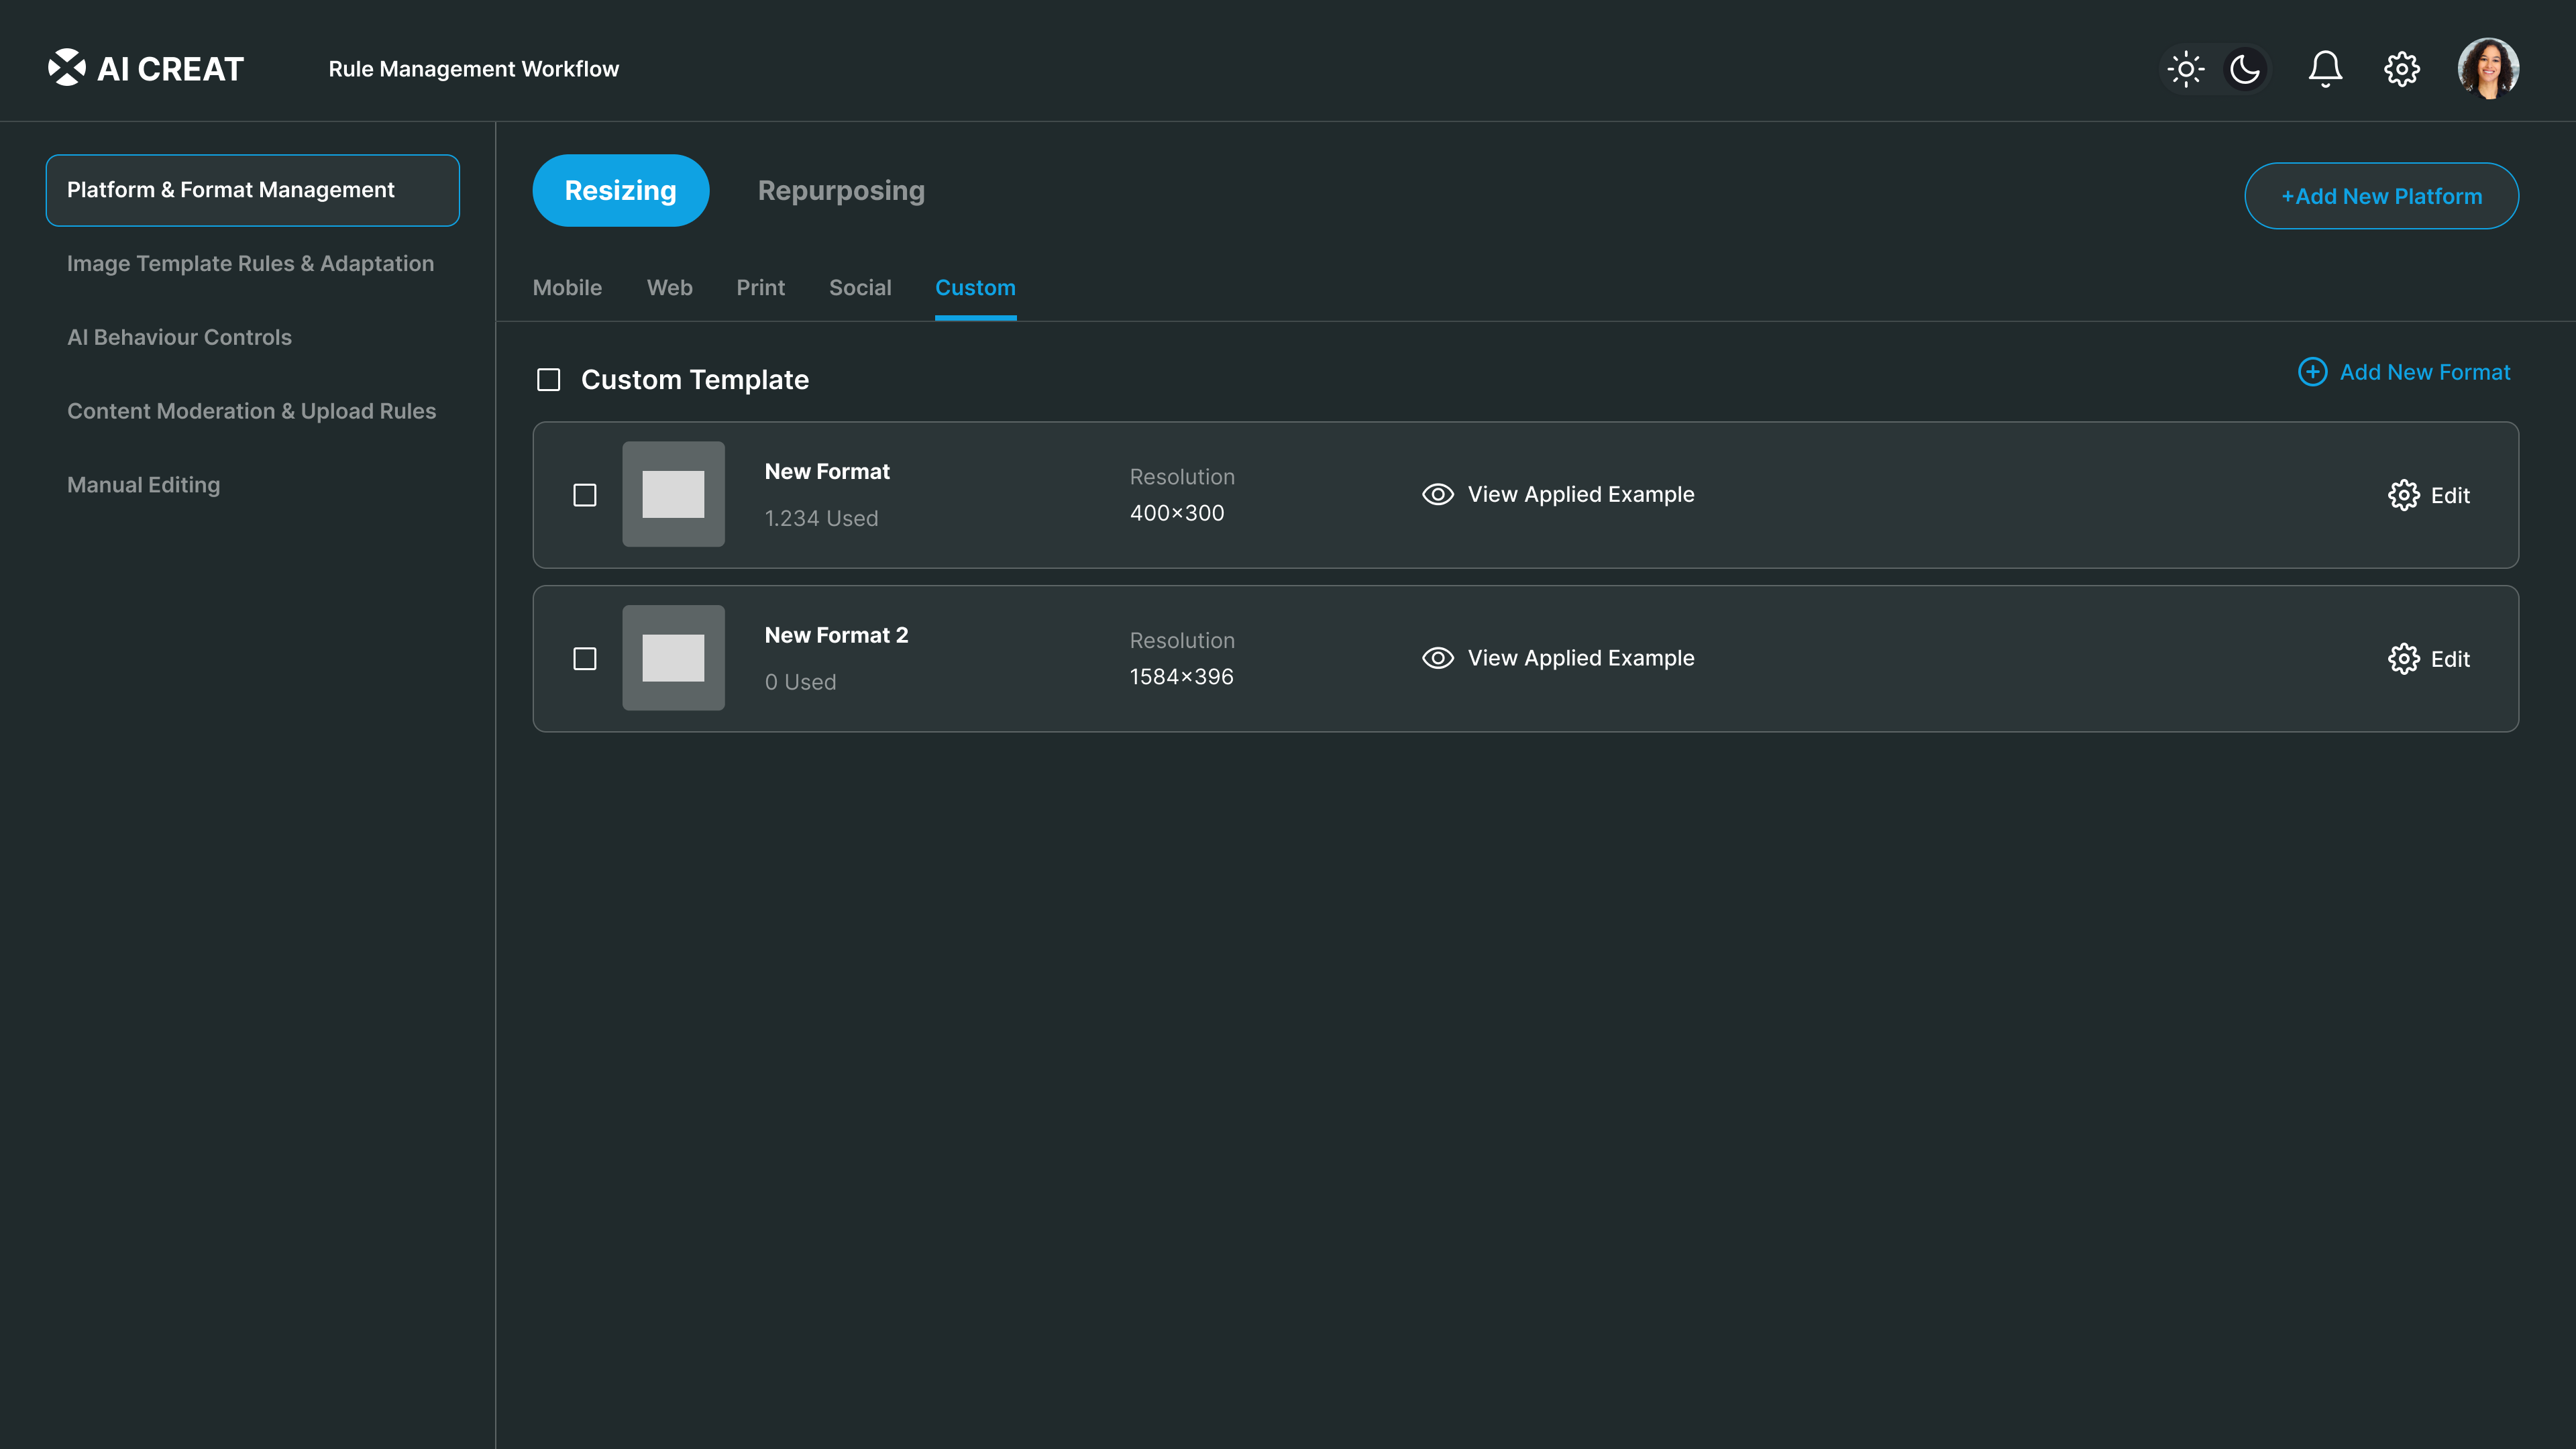 AI CREAT
Rule Management Workflow
Platform & Format Management
Image Template Rules & Adaptation
AI Behaviour Controls
Content Moderation & Upload Rules
Manual Editing
Resizing
Repurposing
+Add New Platform
Mobile
Web
Print
Social
Custom
Custom Template
Add New Format
New Format
1.234 Used
Resolution
400×300
View Applied Example
Edit
New Format 2
0 Used
Resolution
1584×396
View Applied Example
Edit